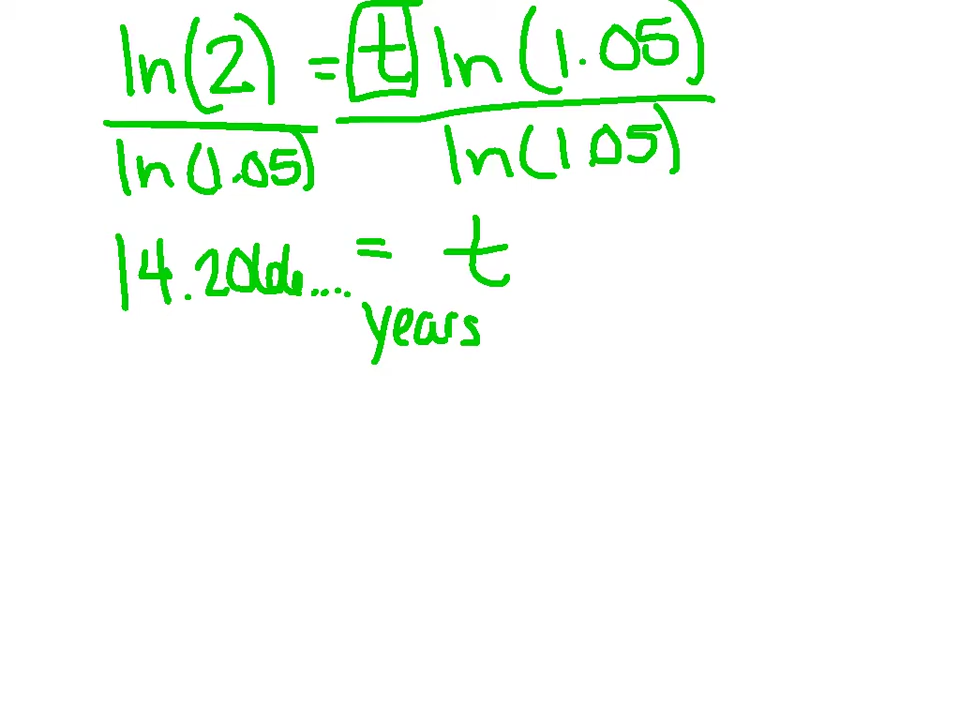 ln(2) = t ln(1.05)
ln(1.05) ln(1.05)
14.2066.... = t
years